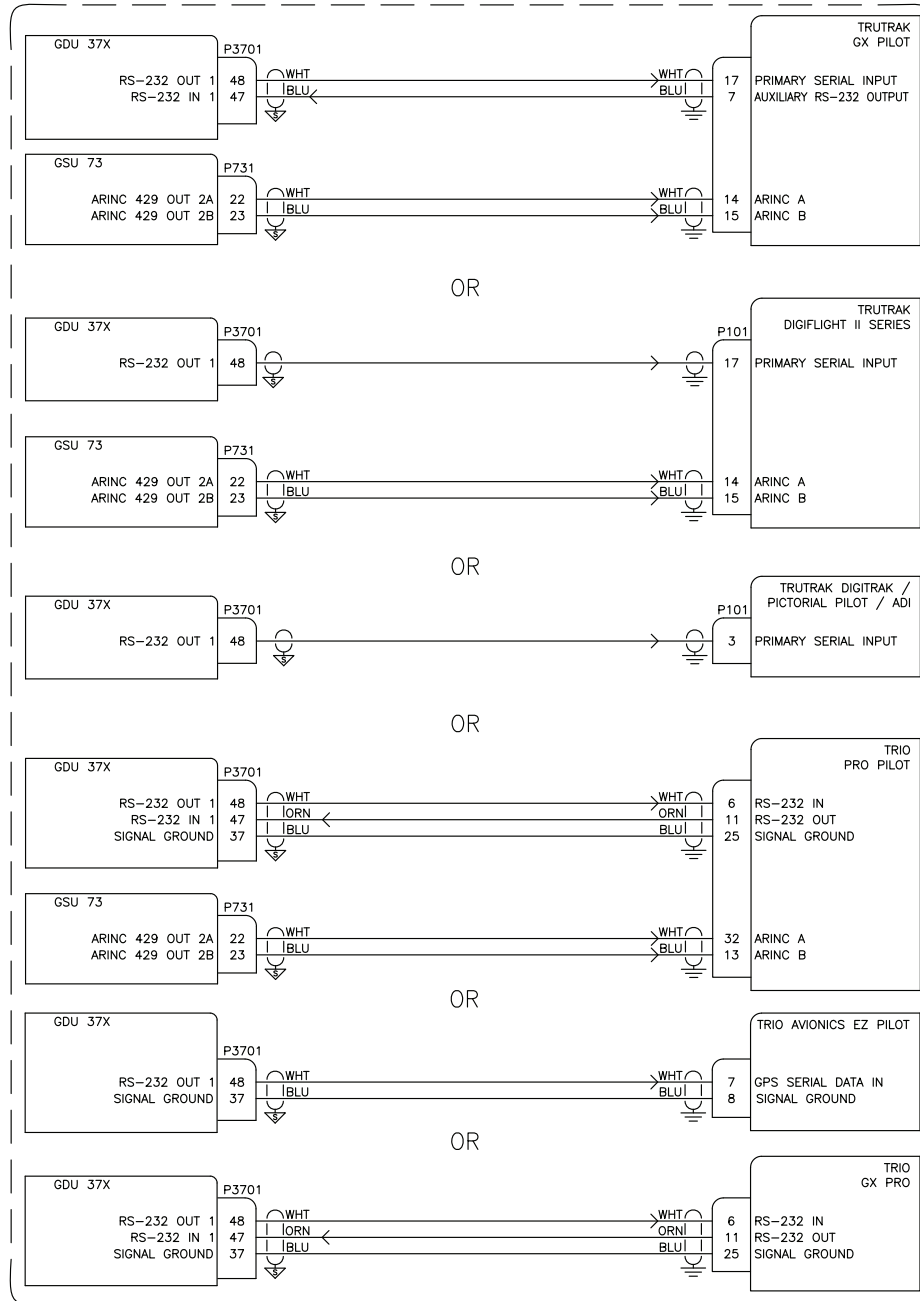 GDU 37X
P3701
TRUTRAK
GX PILOT
RS-232 OUT 1 48 WHT WHT 17 PRIMARY SERIAL INPUT
RS-232 IN 1 47 BLU BLU 7 AUXILIARY RS-232 OUTPUT
S
GSU 73
P731
ARINC 429 OUT 2A 22 WHT WHT 14 ARINC A
ARINC 429 OUT 2B 23 BLU BLU 15 ARINC B
S
OR
GDU 37X
P3701
TRUTRAK
DIGIFLIGHT II SERIES
P101
RS-232 OUT 1 48 17 PRIMARY SERIAL INPUT
S
GSU 73
P731
ARINC 429 OUT 2A 22 WHT WHT 14 ARINC A
ARINC 429 OUT 2B 23 BLU BLU 15 ARINC B
S
OR
GDU 37X
P3701
TRUTRAK DIGITRAK /
PICTORIAL PILOT / ADI
P101
RS-232 OUT 1 48 3 PRIMARY SERIAL INPUT
S
OR
GDU 37X
P3701
TRIO
PRO PILOT
RS-232 OUT 1 48 WHT WHT 6 RS-232 IN
RS-232 IN 1 47 ORN ORN 11 RS-232 OUT
SIGNAL GROUND 37 BLU BLU 25 SIGNAL GROUND
S
GSU 73
P731
ARINC 429 OUT 2A 22 WHT WHT 32 ARINC A
ARINC 429 OUT 2B 23 BLU BLU 13 ARINC B
S
OR
GDU 37X
P3701
TRIO AVIONICS EZ PILOT
RS-232 OUT 1 48 WHT WHT 7 GPS SERIAL DATA IN
SIGNAL GROUND 37 BLU BLU 8 SIGNAL GROUND
S
OR
GDU 37X
P3701
TRIO
GX PRO
RS-232 OUT 1 48 WHT WHT 6 RS-232 IN
RS-232 IN 1 47 ORN ORN 11 RS-232 OUT
SIGNAL GROUND 37 BLU BLU 25 SIGNAL GROUND
S